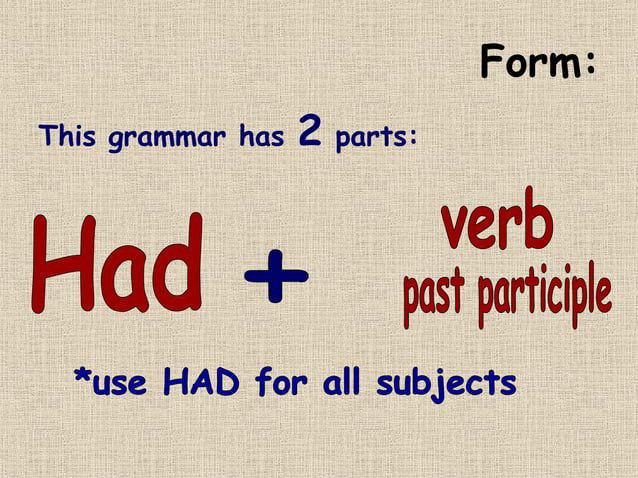 Form:
This grammar has 2 parts:
Had + verb
past participle
*use HAD for all subjects